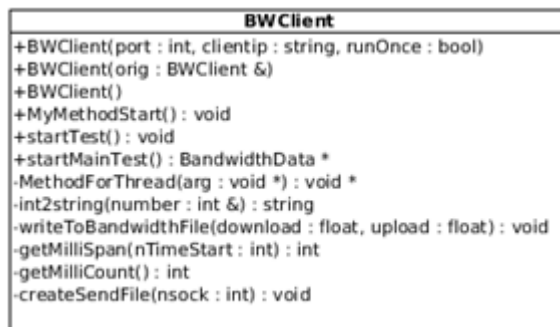 BWClient
+BWClient(port : int, clientip : string, runOnce : bool)
+BWClient(orig : BWClient &)
+BWClient()
+MyMethodStart() : void
+startTest() : void
+startMainTest() : BandwidthData *
-MethodForThread(arg : void *) : void *
-int2string(number : int &) : string
-writeToBandwidthFile(download : float, upload : float) : void
-getMilliSpan(nTimeStart : int) : int
-getMilliCount() : int
-createSendFile(nsock : int) : void